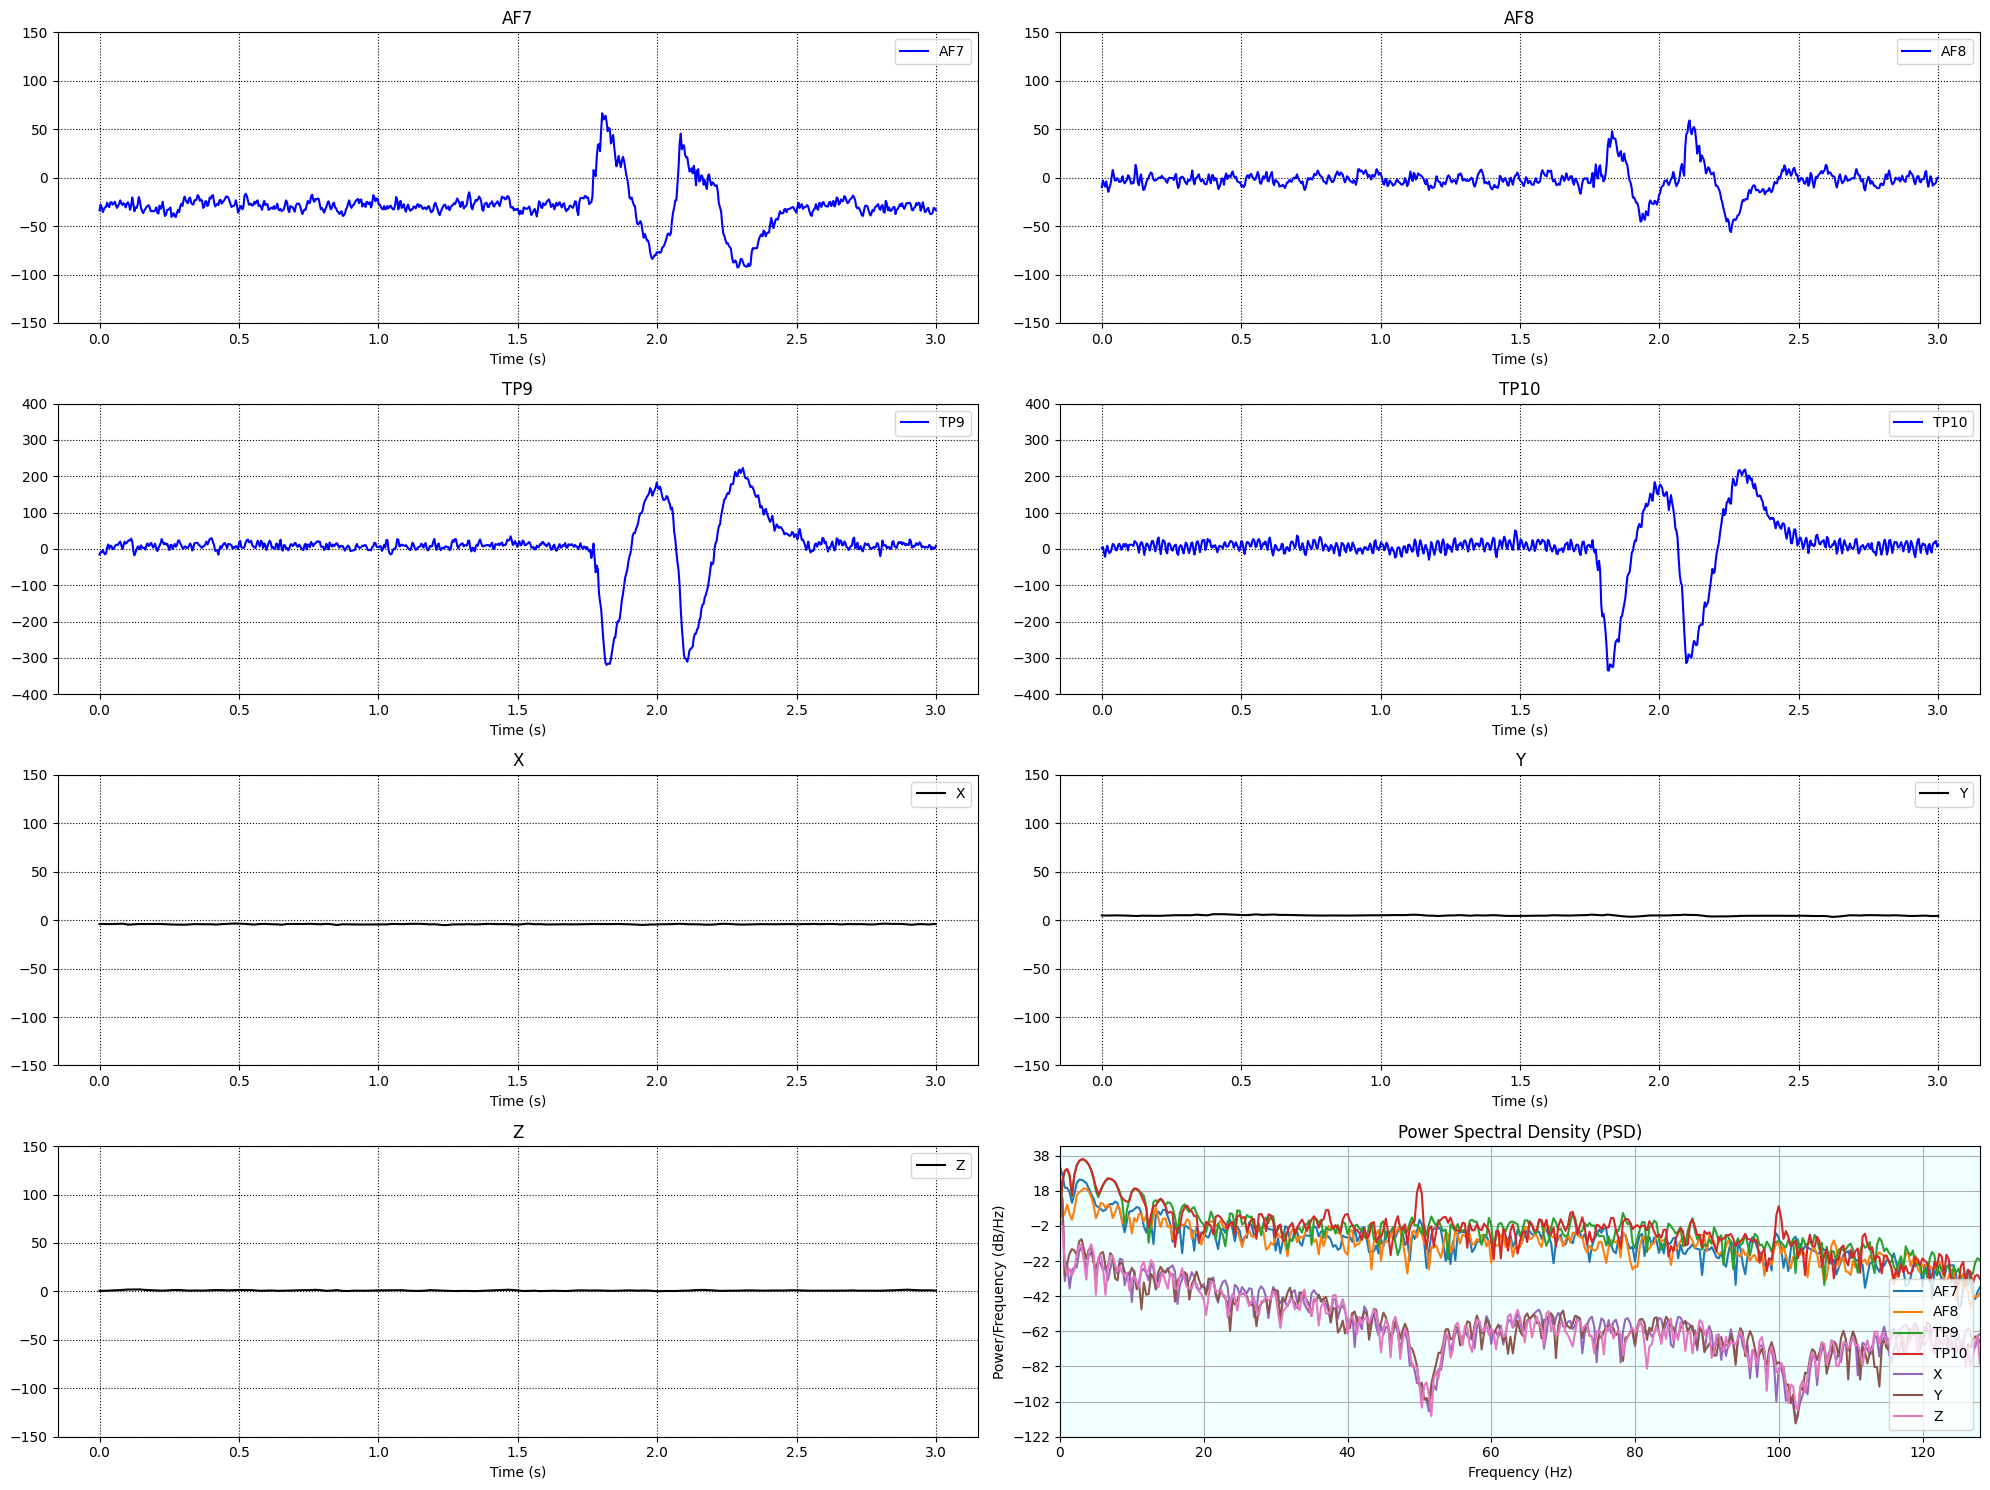 AF7
150
100
50
0
−50
−100
−150
0.0 0.5 1.0 1.5 2.0 2.5 3.0
Time (s)
AF7
AF8
150
100
50
0
−50
−100
−150
0.0 0.5 1.0 1.5 2.0 2.5 3.0
Time (s)
AF8
TP9
400
300
200
100
0
−100
−200
−300
−400
0.0 0.5 1.0 1.5 2.0 2.5 3.0
Time (s)
TP9
TP10
400
300
200
100
0
−100
−200
−300
−400
0.0 0.5 1.0 1.5 2.0 2.5 3.0
Time (s)
TP10
X
150
100
50
0
−50
−100
−150
0.0 0.5 1.0 1.5 2.0 2.5 3.0
Time (s)
X
Y
150
100
50
0
−50
−100
−150
0.0 0.5 1.0 1.5 2.0 2.5 3.0
Time (s)
Y
Z
150
100
50
0
−50
−100
−150
0.0 0.5 1.0 1.5 2.0 2.5 3.0
Time (s)
Z
Power Spectral Density (PSD)
Power/Frequency (dB/Hz)
38
18
−2
−22
−42
−62
−82
−102
−122
0 20 40 60 80 100 120
Frequency (Hz)
AF7
AF8
TP9
TP10
X
Y
Z